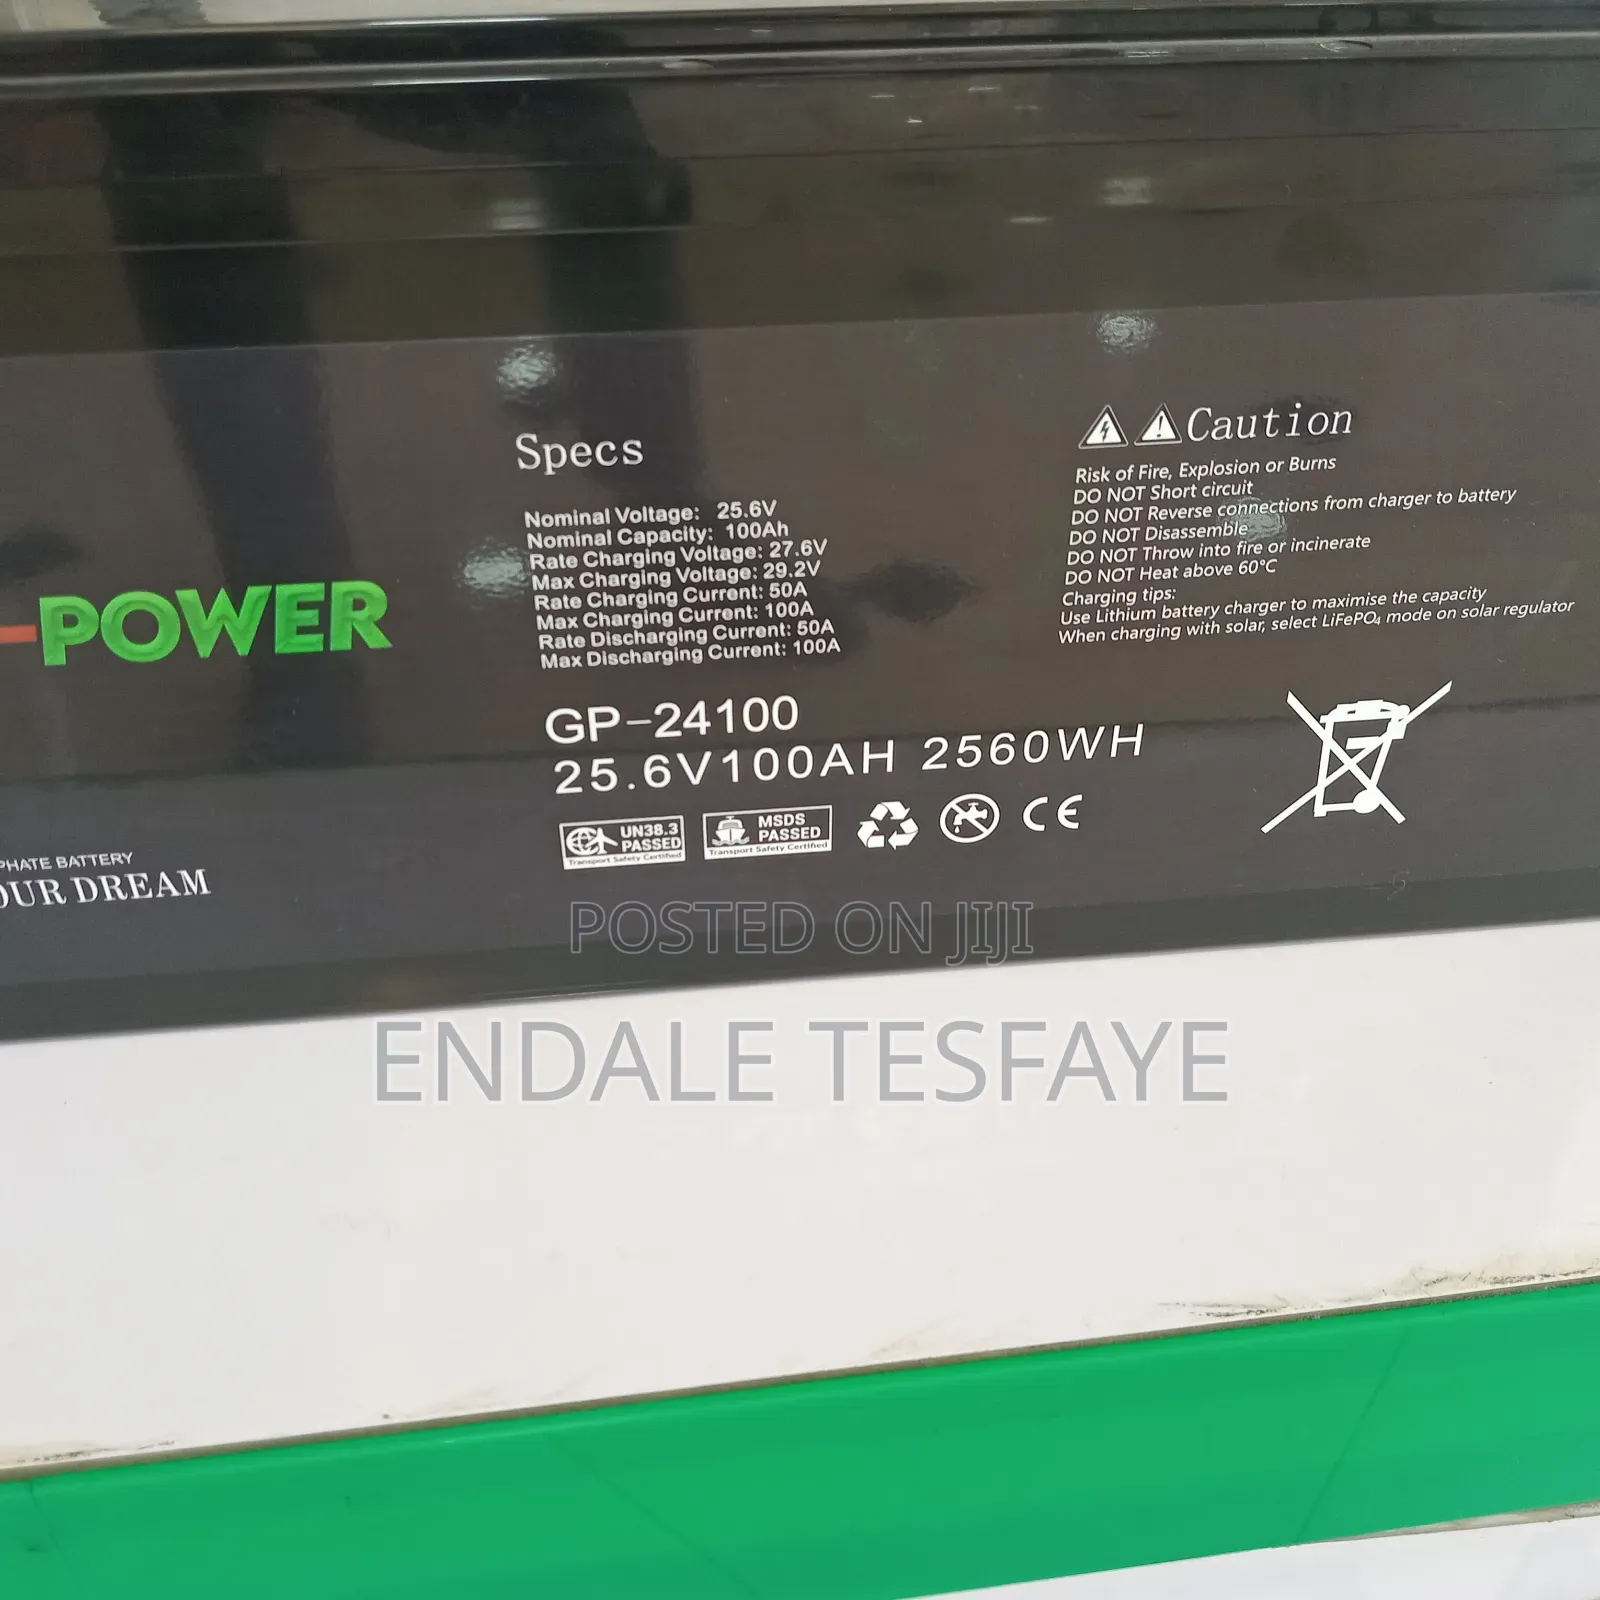 -POWER
PHATE BATTERY
OUR DREAM
Specs
Nominal Voltage: 25.6V
Nominal Capacity: 100Ah
Rate Charging Voltage: 27.6V
Max Charging Voltage: 29.2V
Rate Charging Current: 50A
Max Charging Current: 100A
Rate Discharging Current: 50A
Max Discharging Current: 100A
GP-24100
25.6V100AH 2560WH
UN38.3
PASSED
Transport Safety Certified
MSDS
PASSED
Transport Safety Certified
CE
Caution
Risk of Fire, Explosion or Burns
DO NOT Short circuit
DO NOT Reverse connections from charger to battery
DO NOT Disassemble
DO NOT Throw into fire or incinerate
DO NOT Heat above 60°C
Charging tips:
Use Lithium battery charger to maximise the capacity
When charging with solar, select LiFePO₄ mode on solar regulator
POSTED ON JIJI
ENDALE TESFAYE